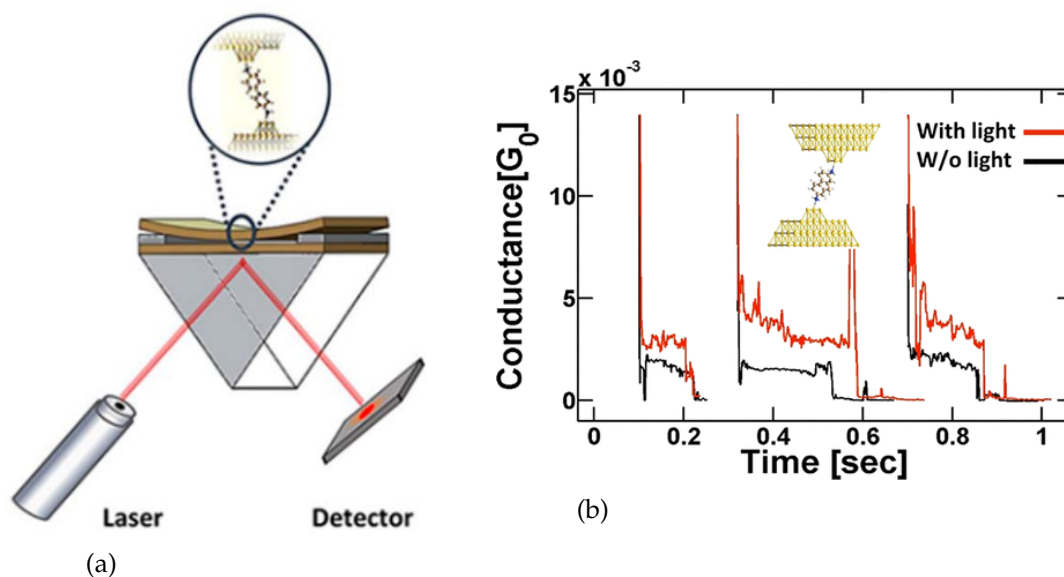 Laser
Detector
(a)
x 10⁻³
15
10
5
0
Conductance[G₀]
With light
W/o light
0
0.2
0.4
0.6
0.8
1
Time [sec]
(b)